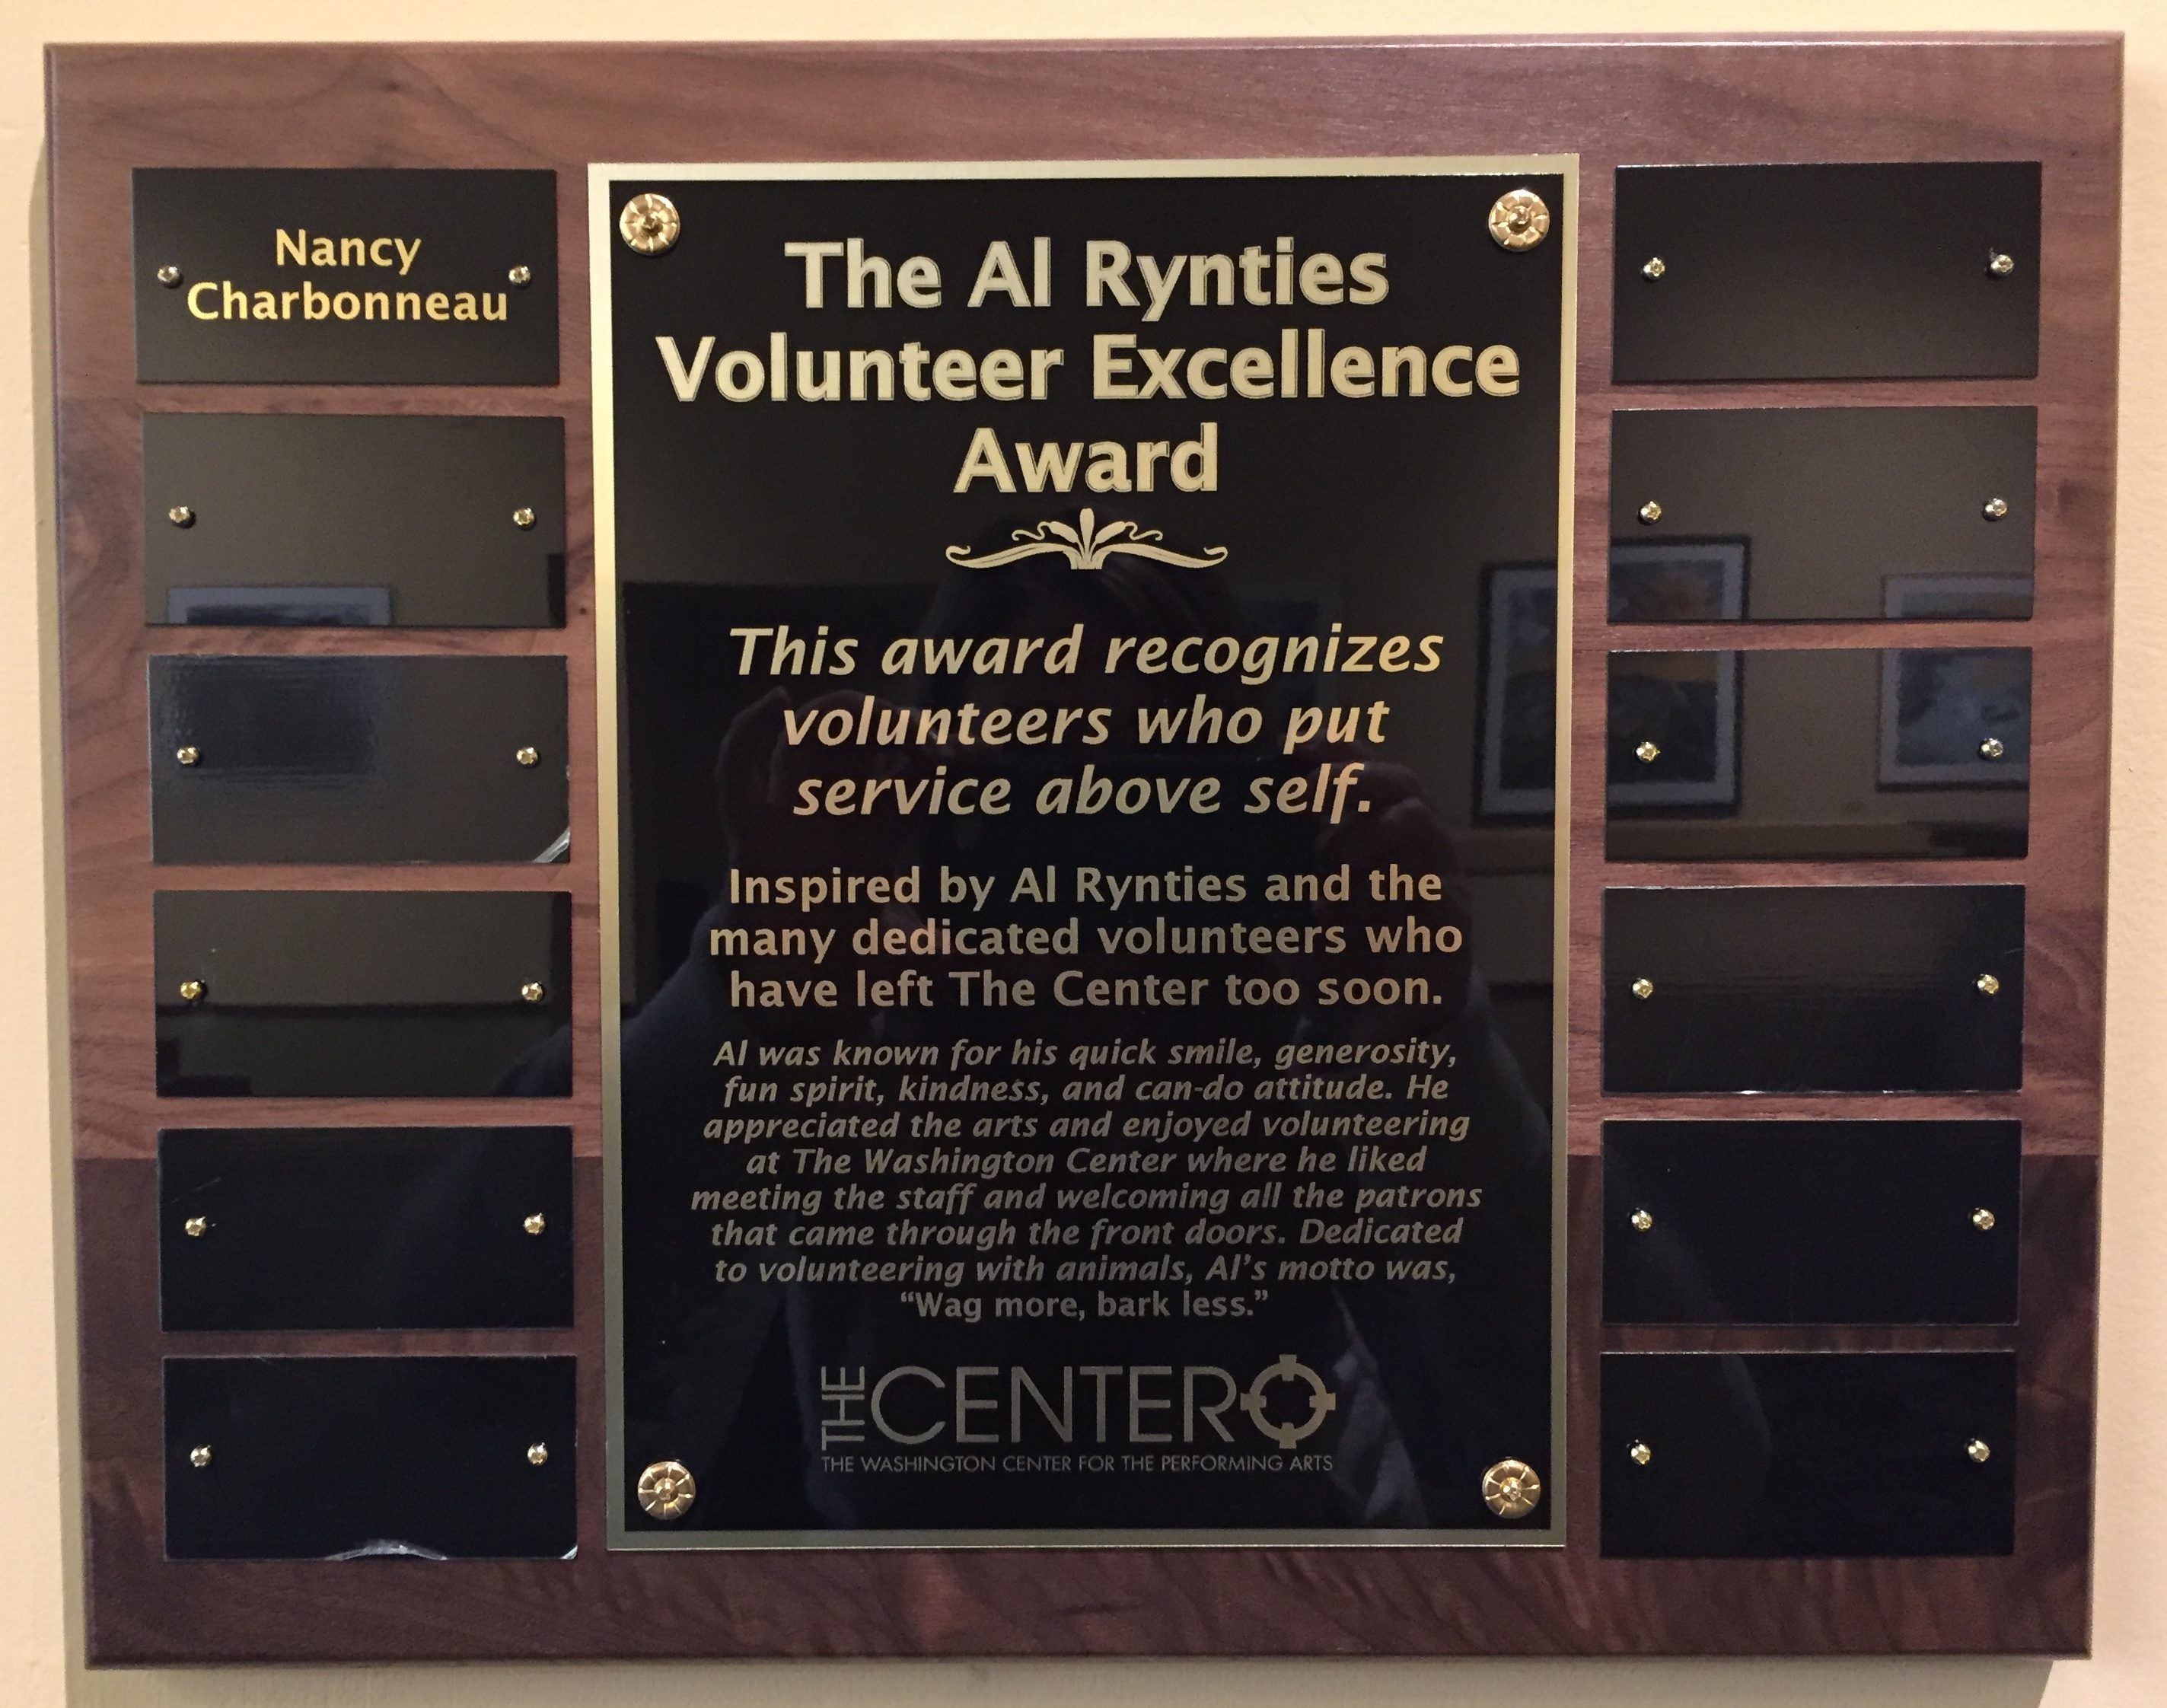 Nancy
Charbonneau
The Al Rynties
Volunteer Excellence
Award
This award recognizes
volunteers who put
service above self.
Inspired by Al Rynties and the
many dedicated volunteers who
have left The Center too soon.
Al was known for his quick smile, generosity,
fun spirit, kindness, and can-do attitude. He
appreciated the arts and enjoyed volunteering
at The Washington Center where he liked
meeting the staff and welcoming all the patrons
that came through the front doors. Dedicated
to volunteering with animals, Al’s motto was,
“Wag more, bark less.”
THE CENTER
THE WASHINGTON CENTER FOR THE PERFORMING ARTS